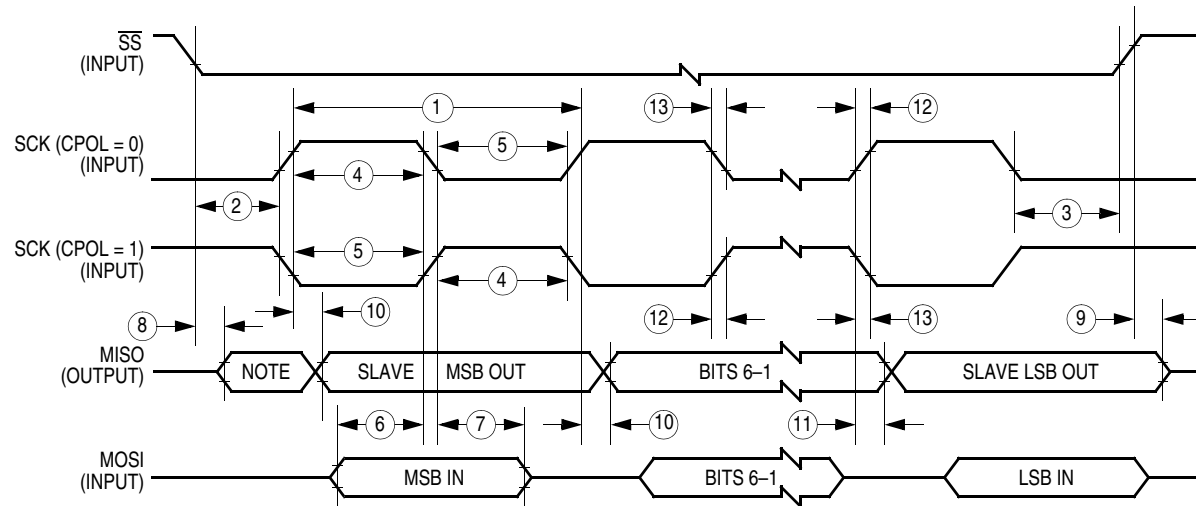 SS
(INPUT)
1
13
12
SCK (CPOL = 0)
(INPUT)
5
4
2
3
SCK (CPOL = 1)
(INPUT)
5
4
8
10
12
13
9
MISO
(OUTPUT)
NOTE
SLAVE MSB OUT
BITS 6–1
SLAVE LSB OUT
6
7
10
11
MOSI
(INPUT)
MSB IN
BITS 6–1
LSB IN